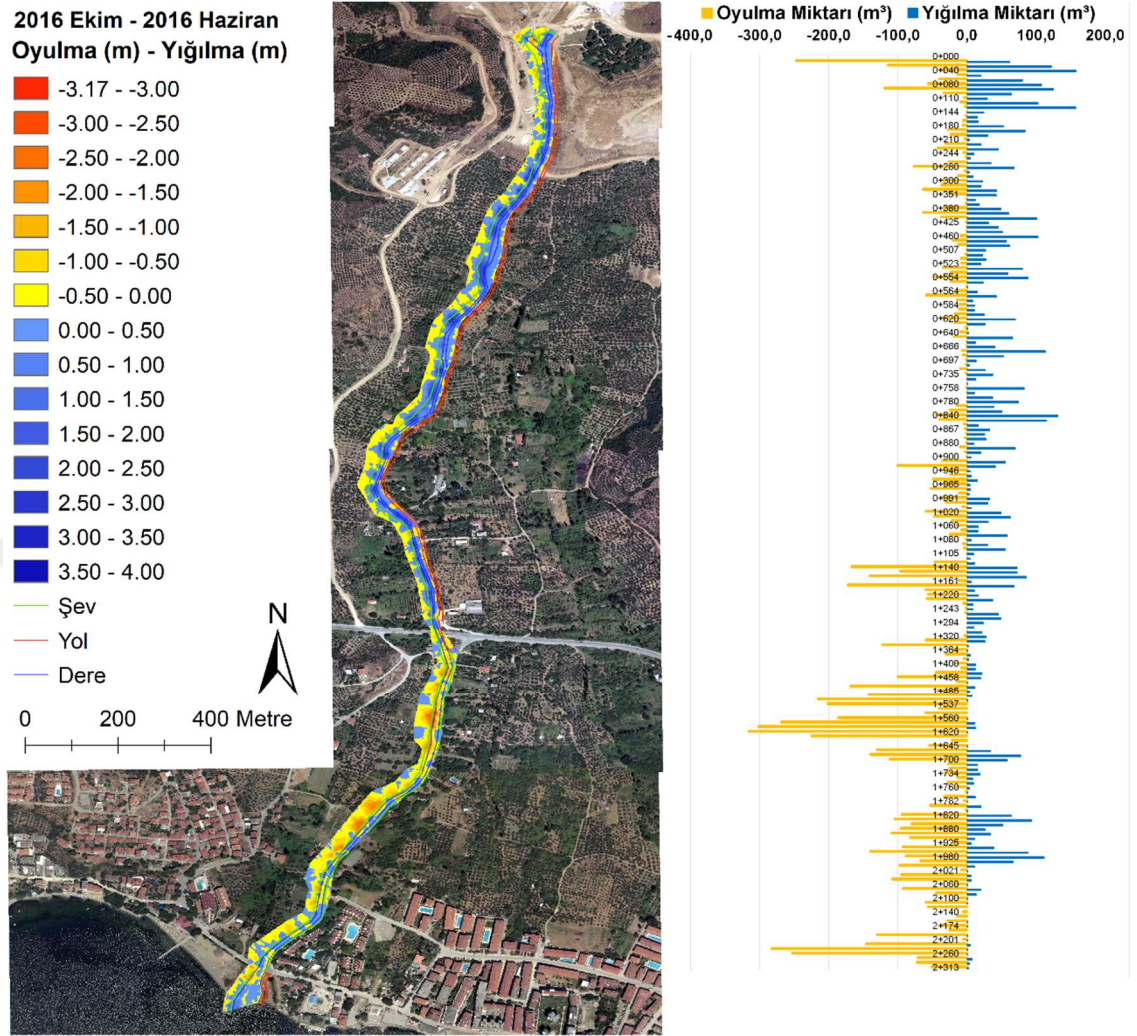 2016 Ekim - 2016 Haziran
Oyulma (m) - Yığılma (m)
-3.17 - -3.00
-3.00 - -2.50
-2.50 - -2.00
-2.00 - -1.50
-1.50 - -1.00
-1.00 - -0.50
-0.50 - 0.00
0.00 - 0.50
0.50 - 1.00
1.00 - 1.50
1.50 - 2.00
2.00 - 2.50
2.50 - 3.00
3.00 - 3.50
3.50 - 4.00
Şev
Yol
Dere
N
0 200 400 Metre
Oyulma Miktarı (m³) Yığılma Miktarı (m³)
-400,0 -300,0 -200,0 -100,0 0,0 100,0 200,0
0+000
0+040
0+080
0+110
0+144
0+180
0+210
0+244
0+260
0+300
0+351
0+380
0+425
0+460
0+507
0+523
0+554
0+564
0+584
0+620
0+640
0+666
0+697
0+735
0+758
0+780
0+840
0+867
0+880
0+900
0+946
0+965
0+991
1+020
1+060
1+080
1+105
1+140
1+161
1+220
1+243
1+294
1+320
1+364
1+400
1+458
1+485
1+537
1+560
1+620
1+645
1+700
1+734
1+760
1+782
1+820
1+880
1+925
1+980
2+021
2+060
2+100
2+140
2+174
2+201
2+260
2+313